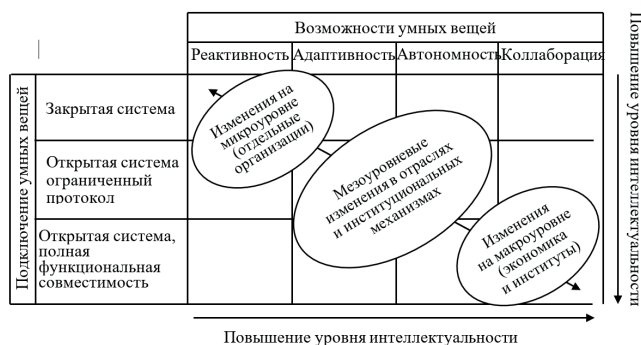 Возможности умных вещей
Реактивность
Адаптивность
Автономность
Коллаборация
Подключение умных вещей
Закрытая система
Открытая система
ограниченный
протокол
Открытая система,
полная
функциональная
совместимость
Изменения на
микроуровне
(отдельные
организации)
Мезоуровневые
изменения в отраслях
и институциональных
механизмах
Изменения
на макроуровне
(экономика
и институты)
Повышение уровня интеллектуальности
Повышение уровня интеллектуальности